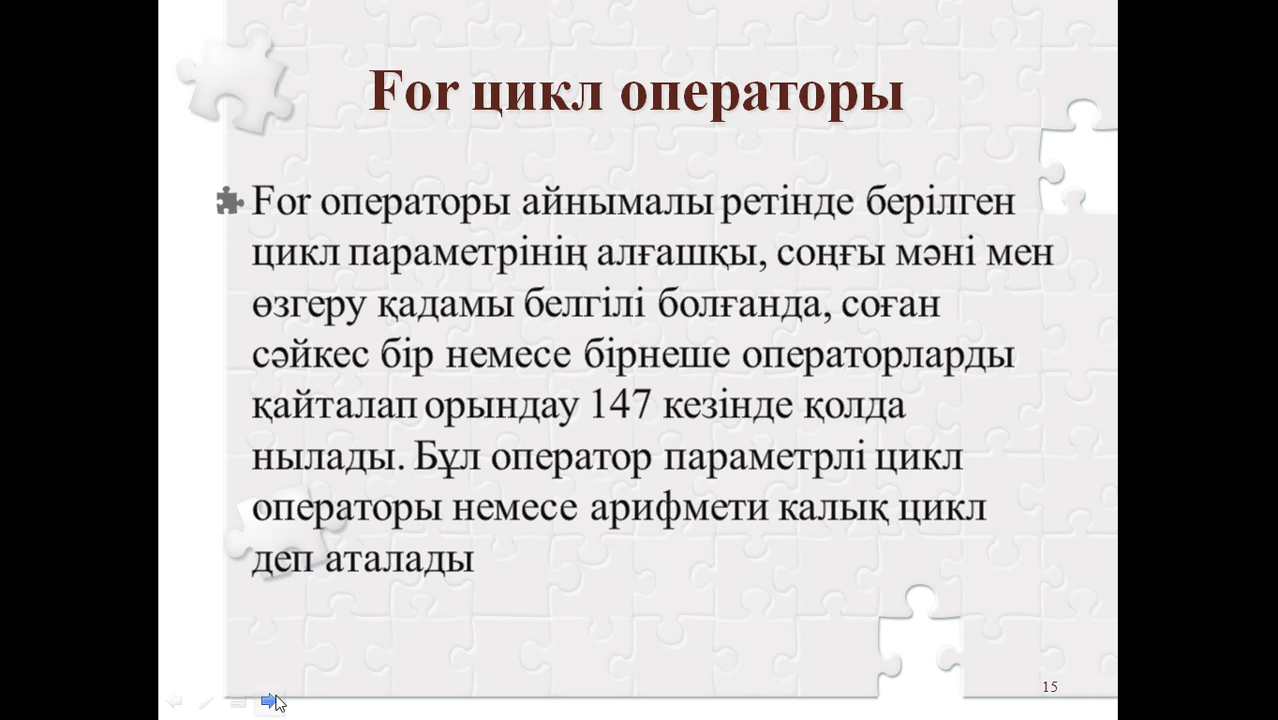 For цикл операторы
For операторы айнымалы ретінде берілген
цикл параметрінің алғашқы, соңғы мәні мен
өзгеру қадамы белгілі болғанда, соған
сәйкес бір немесе бірнеше операторларды
қайталап орындау 147 кезінде қолда
нылады. Бұл оператор параметрлі цикл
операторы немесе арифмети калық цикл
деп аталады
15